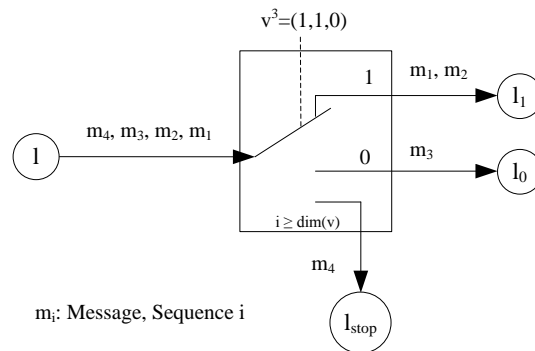 v³=(1,1,0)
1
m₁, m₂
l₁
m₄, m₃, m₂, m₁
l
0
m₃
l₀
i ≥ dim(v)
m₄
mᵢ: Message, Sequence i
lₛₜₒₚ